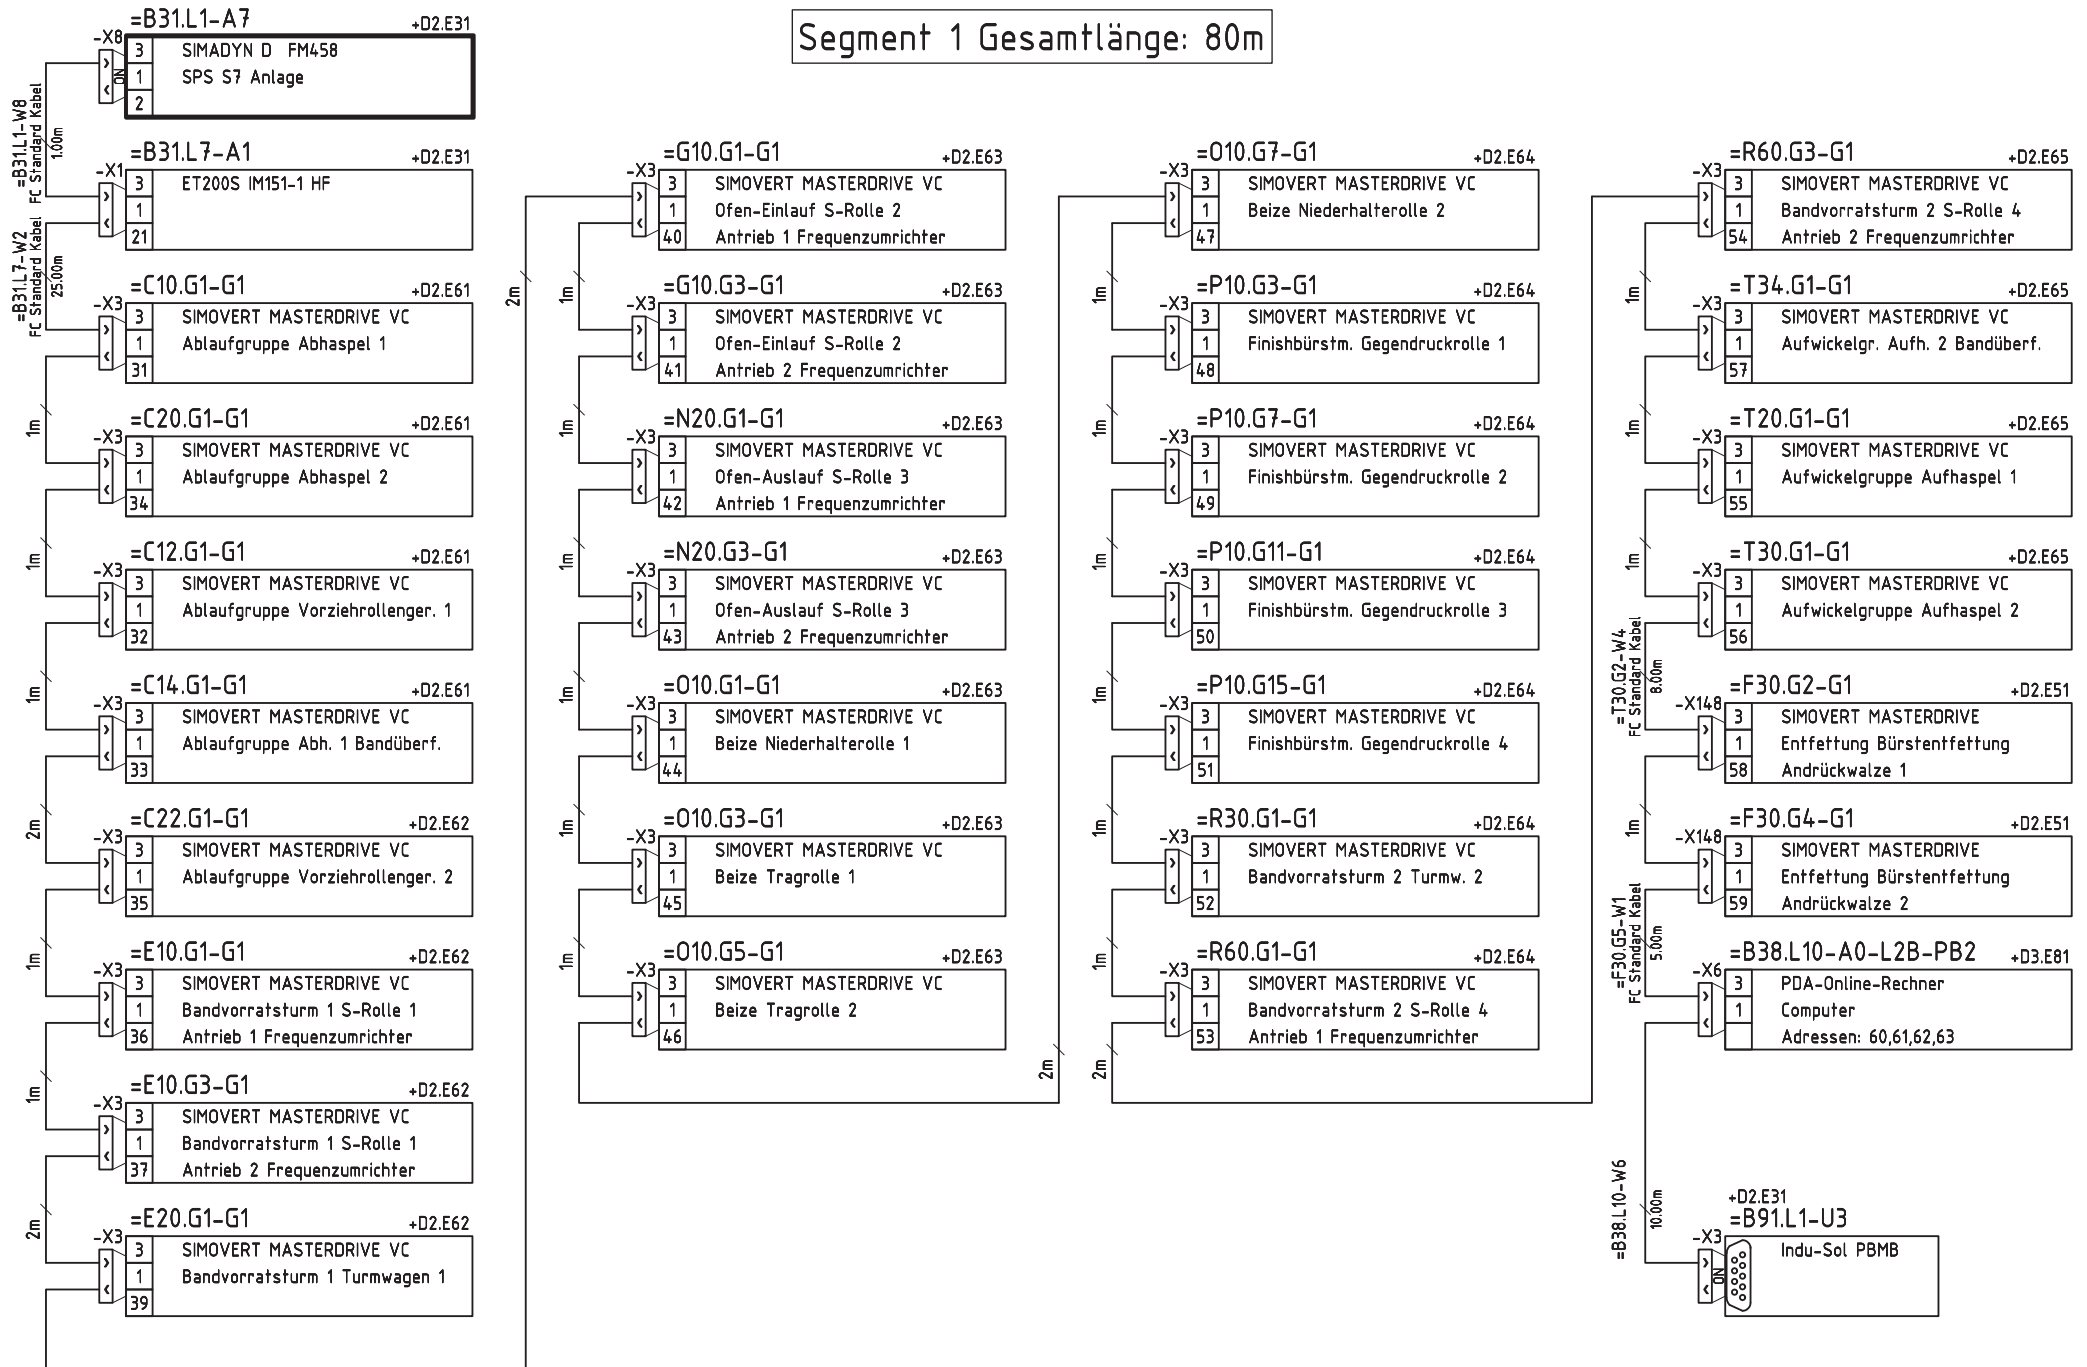 Segment 1 Gesamtlänge: 80m
=B31.L1-A7
+D2.E31
-X8
3 SIMADYN D FM458
1 SPS S7 Anlage
2
ON
=B31.L1-W8
FC Standard Kabel
1.00m
=B31.L7-A1
+D2.E31
-X1
3 ET200S IM151-1 HF
1
21
=B31.L7-W2
FC Standard Kabel
25.00m
=C10.G1-G1
+D2.E61
-X3
3 SIMOVERT MASTERDRIVE VC
1 Ablaufgruppe Abhaspel 1
31
1m
=C20.G1-G1
+D2.E61
-X3
3 SIMOVERT MASTERDRIVE VC
1 Ablaufgruppe Abhaspel 2
34
1m
=C12.G1-G1
+D2.E61
-X3
3 SIMOVERT MASTERDRIVE VC
1 Ablaufgruppe Vorziehrollenger. 1
32
1m
=C14.G1-G1
+D2.E61
-X3
3 SIMOVERT MASTERDRIVE VC
1 Ablaufgruppe Abh. 1 Bandüberf.
33
2m
=C22.G1-G1
+D2.E62
-X3
3 SIMOVERT MASTERDRIVE VC
1 Ablaufgruppe Vorziehrollenger. 2
35
1m
=E10.G1-G1
+D2.E62
-X3
3 SIMOVERT MASTERDRIVE VC
1 Bandvorratsturm 1 S-Rolle 1
36 Antrieb 1 Frequenzumrichter
1m
=E10.G3-G1
+D2.E62
-X3
3 SIMOVERT MASTERDRIVE VC
1 Bandvorratsturm 1 S-Rolle 1
37 Antrieb 2 Frequenzumrichter
2m
=E20.G1-G1
+D2.E62
-X3
3 SIMOVERT MASTERDRIVE VC
1 Bandvorratsturm 1 Turmwagen 1
39
2m
=G10.G1-G1
+D2.E63
-X3
3 SIMOVERT MASTERDRIVE VC
1 Ofen-Einlauf S-Rolle 2
40 Antrieb 1 Frequenzumrichter
1m
=G10.G3-G1
+D2.E63
-X3
3 SIMOVERT MASTERDRIVE VC
1 Ofen-Einlauf S-Rolle 2
41 Antrieb 2 Frequenzumrichter
1m
=N20.G1-G1
+D2.E63
-X3
3 SIMOVERT MASTERDRIVE VC
1 Ofen-Auslauf S-Rolle 3
42 Antrieb 1 Frequenzumrichter
1m
=N20.G3-G1
+D2.E63
-X3
3 SIMOVERT MASTERDRIVE VC
1 Ofen-Auslauf S-Rolle 3
43 Antrieb 2 Frequenzumrichter
1m
=O10.G1-G1
+D2.E63
-X3
3 SIMOVERT MASTERDRIVE VC
1 Beize Niederhalterolle 1
44
1m
=O10.G3-G1
+D2.E63
-X3
3 SIMOVERT MASTERDRIVE VC
1 Beize Tragrolle 1
45
1m
=O10.G5-G1
+D2.E63
-X3
3 SIMOVERT MASTERDRIVE VC
1 Beize Tragrolle 2
46
2m
=O10.G7-G1
+D2.E64
-X3
3 SIMOVERT MASTERDRIVE VC
1 Beize Niederhalterolle 2
47
1m
=P10.G3-G1
+D2.E64
-X3
3 SIMOVERT MASTERDRIVE VC
1 Finishbürstm. Gegendruckrolle 1
48
1m
=P10.G7-G1
+D2.E64
-X3
3 SIMOVERT MASTERDRIVE VC
1 Finishbürstm. Gegendruckrolle 2
49
1m
=P10.G11-G1
+D2.E64
-X3
3 SIMOVERT MASTERDRIVE VC
1 Finishbürstm. Gegendruckrolle 3
50
1m
=P10.G15-G1
+D2.E64
-X3
3 SIMOVERT MASTERDRIVE VC
1 Finishbürstm. Gegendruckrolle 4
51
1m
=R30.G1-G1
+D2.E64
-X3
3 SIMOVERT MASTERDRIVE VC
1 Bandvorratsturm 2 Turmw. 2
52
1m
=R60.G1-G1
+D2.E64
-X3
3 SIMOVERT MASTERDRIVE VC
1 Bandvorratsturm 2 S-Rolle 4
53 Antrieb 1 Frequenzumrichter
2m
=R60.G3-G1
+D2.E65
-X3
3 SIMOVERT MASTERDRIVE VC
1 Bandvorratsturm 2 S-Rolle 4
54 Antrieb 2 Frequenzumrichter
1m
=T34.G1-G1
+D2.E65
-X3
3 SIMOVERT MASTERDRIVE VC
1 Aufwickelgr. Aufh. 2 Bandüberf.
57
1m
=T20.G1-G1
+D2.E65
-X3
3 SIMOVERT MASTERDRIVE VC
1 Aufwickelgruppe Aufhaspel 1
55
1m
=T30.G1-G1
+D2.E65
-X3
3 SIMOVERT MASTERDRIVE VC
1 Aufwickelgruppe Aufhaspel 2
56
=T30.G2-W4
FC Standard Kabel
8.00m
=F30.G2-G1
+D2.E51
-X148
3 SIMOVERT MASTERDRIVE
1 Entfettung Bürstentfettung
58 Andrückwalze 1
1m
=F30.G4-G1
+D2.E51
-X148
3 SIMOVERT MASTERDRIVE
1 Entfettung Bürstentfettung
59 Andrückwalze 2
=F30.G5-W1
FC Standard Kabel
5.00m
=B38.L10-A0-L2B-PB2
+D3.E81
-X6
3 PDA-Online-Rechner
1 Computer
Adressen: 60,61,62,63
=B38.L10-W6
10.00m
+D2.E31
=B91.L1-U3
-X3
Indu-Sol PBMB
ON